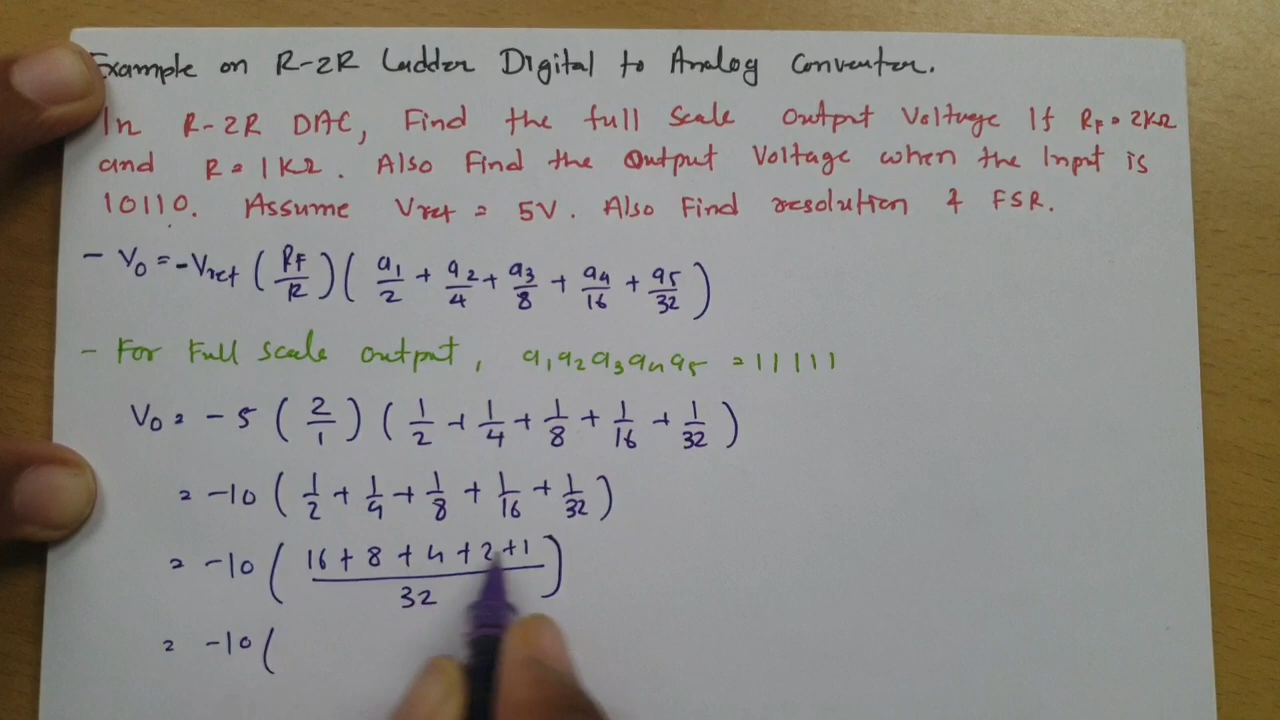 Example on R-2R Ladder Digital to Analog Converter.
In R-2R DAC, Find the full Scale Output Voltage If RF = 2KΩ
and R = 1KΩ. Also Find the Output Voltage when the Input is
10110. Assume Vref = 5V. Also Find resolution & FSR.
- V0 = -Vref (RF/R) (a1/2 + a2/4 + a3/8 + a4/16 + a5/32)
- For Full Scale output, a1a2a3a4a5 = 11111
V0 = -5 (2/1) (1/2 + 1/4 + 1/8 + 1/16 + 1/32)
= -10 (1/2 + 1/4 + 1/8 + 1/16 + 1/32)
= -10 (16 + 8 + 4 + 2 + 1 / 32)
= -10 (